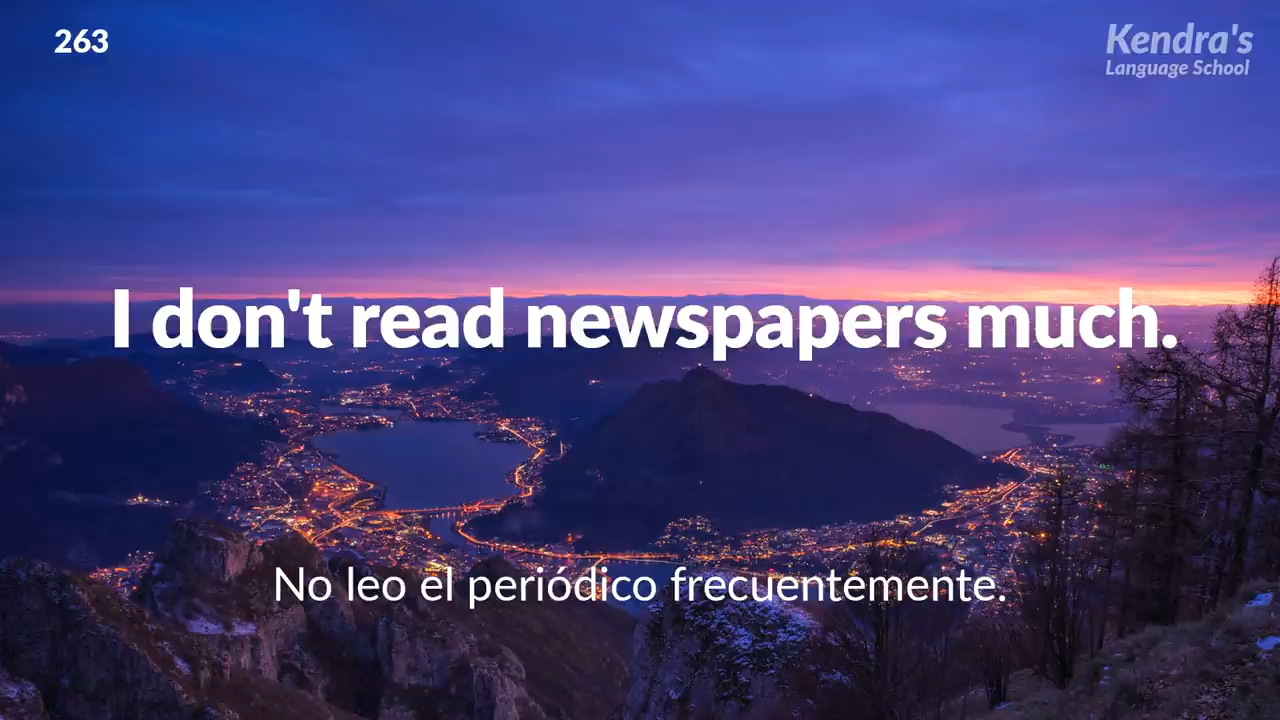 263
Kendra's
Language School
I don't read newspapers much.
No leo el periódico frecuentemente.